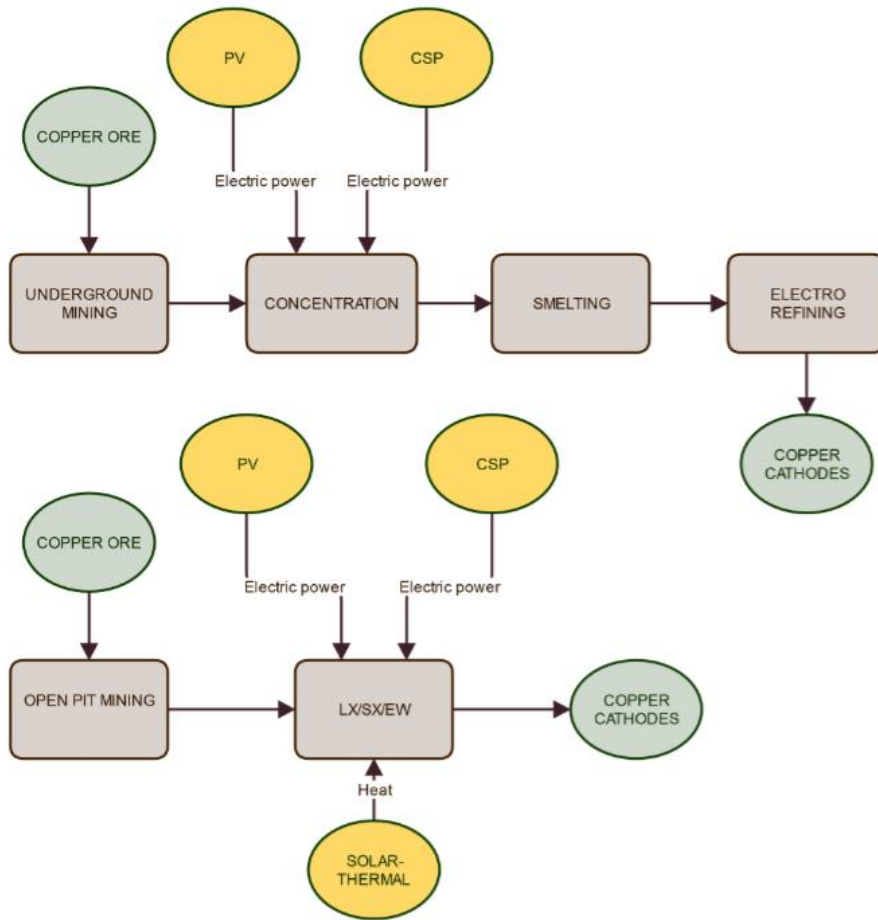 PV
CSP
COPPER ORE
Electric power
Electric power
UNDERGROUND
MINING
CONCENTRATION
SMELTING
ELECTRO
REFINING
COPPER
CATHODES
PV
CSP
COPPER ORE
Electric power
Electric power
OPEN PIT MINING
LX/SX/EW
COPPER
CATHODES
Heat
SOLAR-
THERMAL